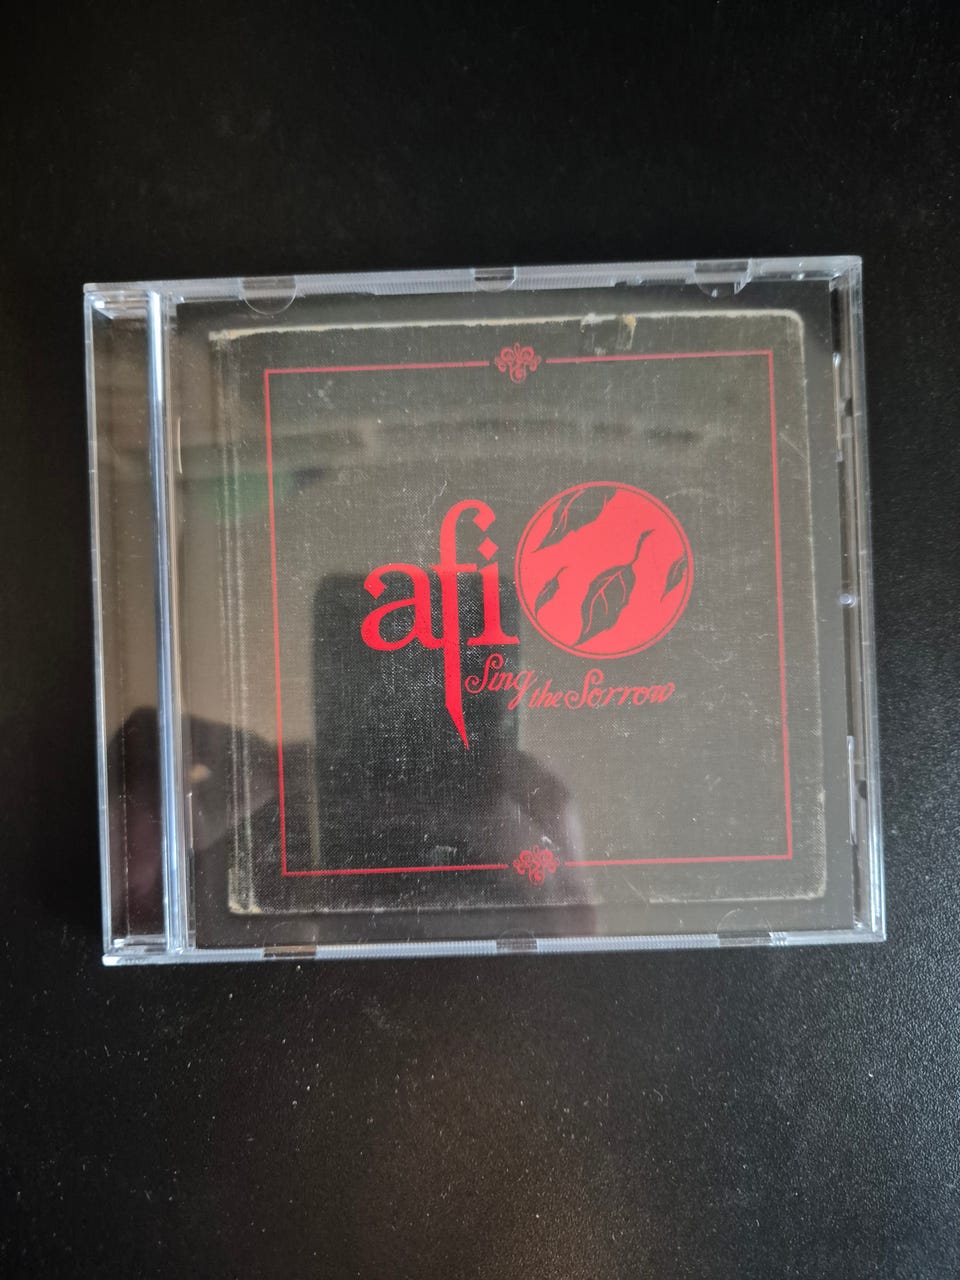 afi
Sing the Sorrow